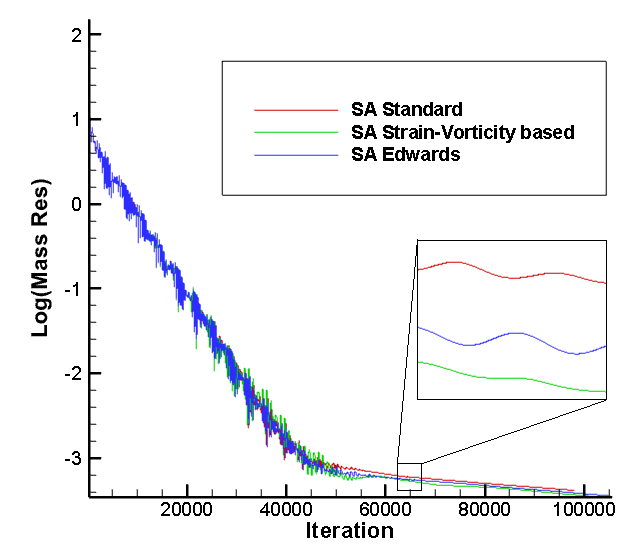 2
1
0
-1
-2
-3
Log(Mass Res)
SA Standard
SA Strain-Vorticity based
SA Edwards
20000 40000 60000 80000 100000
Iteration